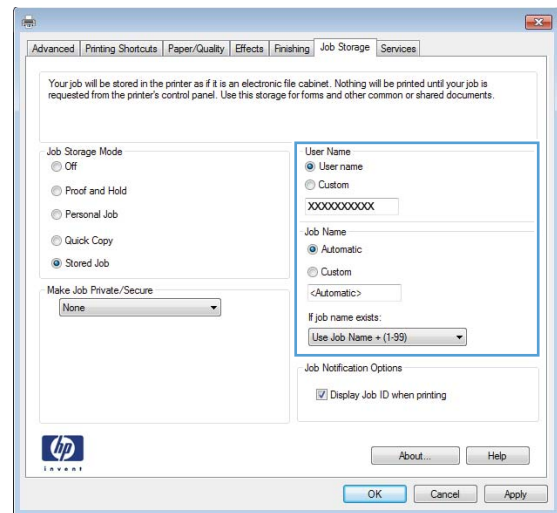 Advanced
Printing Shortcuts
Paper/Quality
Effects
Finishing
Job Storage
Services
Your job will be stored in the printer as if it is an electronic file cabinet. Nothing will be printed until your job is
requested from the printer's control panel. Use this storage for forms and other common or shared documents.
Job Storage Mode
Off
Proof and Hold
Personal Job
Quick Copy
Stored Job
Make Job Private/Secure
None
User Name
User name
Custom
XXXXXXXXXX
Job Name
Automatic
Custom
<Automatic>
If job name exists:
Use Job Name + (1-99)
Job Notification Options
Display Job ID when printing
hp
invent
About...
Help
OK
Cancel
Apply